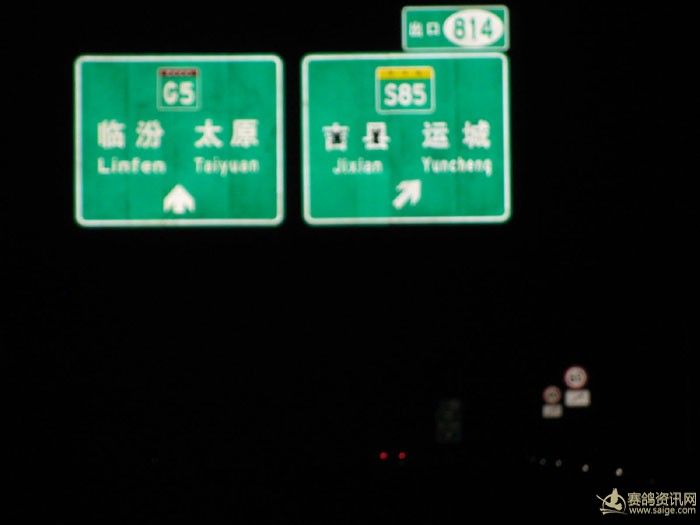 出口 814
G5
临汾 太原
Linfen Taiyuan
S85
吉县 运城
Jixian Yuncheng
赛鸽资讯网
www.saige.com